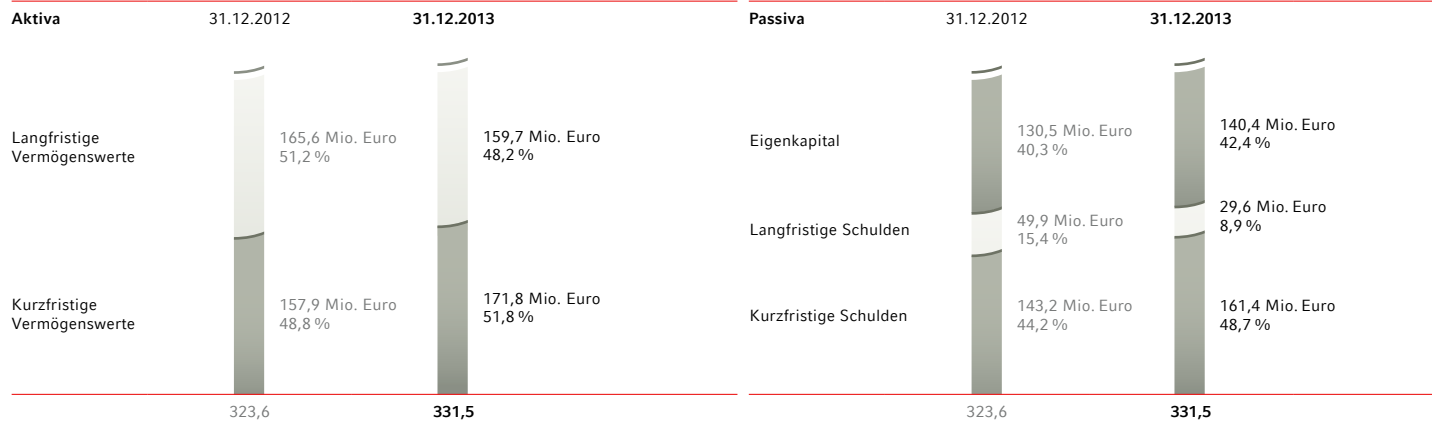 Aktiva 31.12.2012 31.12.2013
Langfristige
Vermögenswerte
165,6 Mio. Euro
51,2 %
159,7 Mio. Euro
48,2 %
Kurzfristige
Vermögenswerte
157,9 Mio. Euro
48,8 %
171,8 Mio. Euro
51,8 %
323,6 331,5
Passiva 31.12.2012 31.12.2013
Eigenkapital
130,5 Mio. Euro
40,3 %
140,4 Mio. Euro
42,4 %
Langfristige Schulden
49,9 Mio. Euro
15,4 %
29,6 Mio. Euro
8,9 %
Kurzfristige Schulden
143,2 Mio. Euro
44,2 %
161,4 Mio. Euro
48,7 %
323,6 331,5